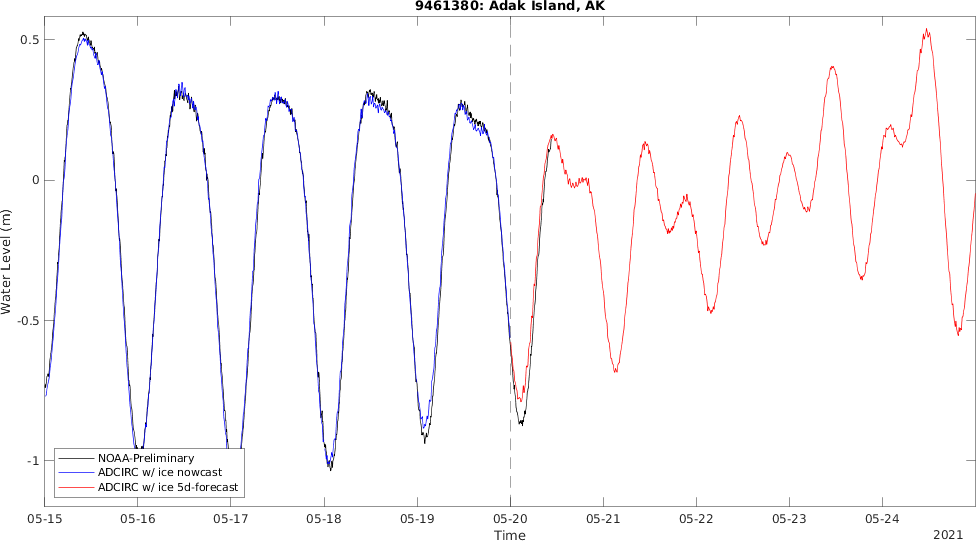 9461380: Adak Island, AK
Water Level (m)
0.5
0
-0.5
-1
NOAA-Preliminary
ADCIRC w/ ice nowcast
ADCIRC w/ ice 5d-forecast
05-15 05-16 05-17 05-18 05-19 05-20 05-21 05-22 05-23 05-24
Time
2021